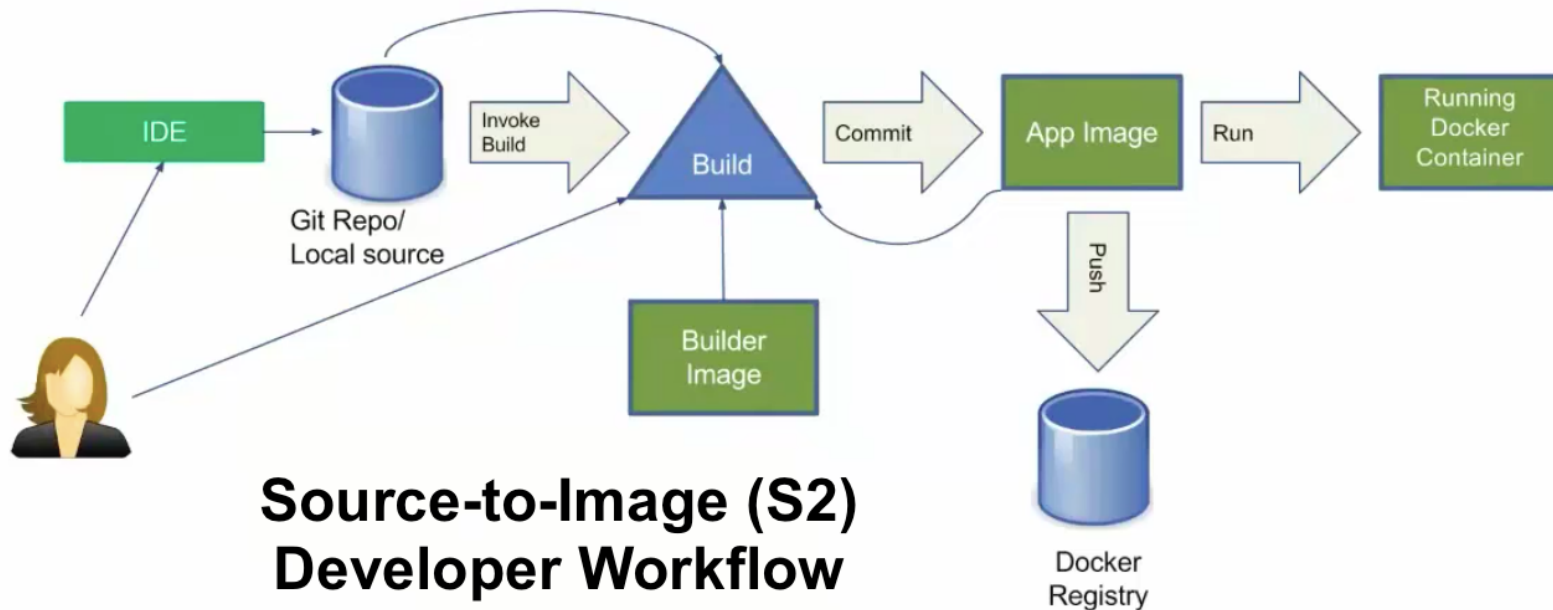 IDE
Git Repo/
Local source
Invoke
Build
Build
Commit
App Image
Run
Running
Docker
Container
Push
Builder
Image
Docker
Registry
Source-to-Image (S2)
Developer Workflow